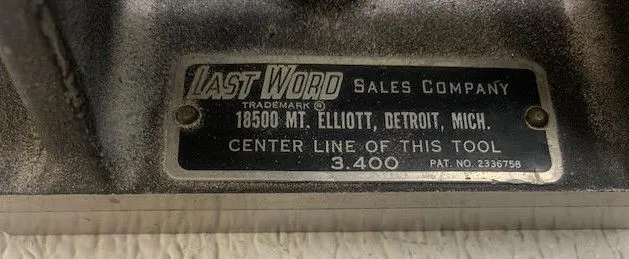 LAST WORD SALES COMPANY
TRADEMARK ®
18500 MT. ELLIOTT, DETROIT, MICH.
CENTER LINE OF THIS TOOL
3.400 PAT. NO. 2336758